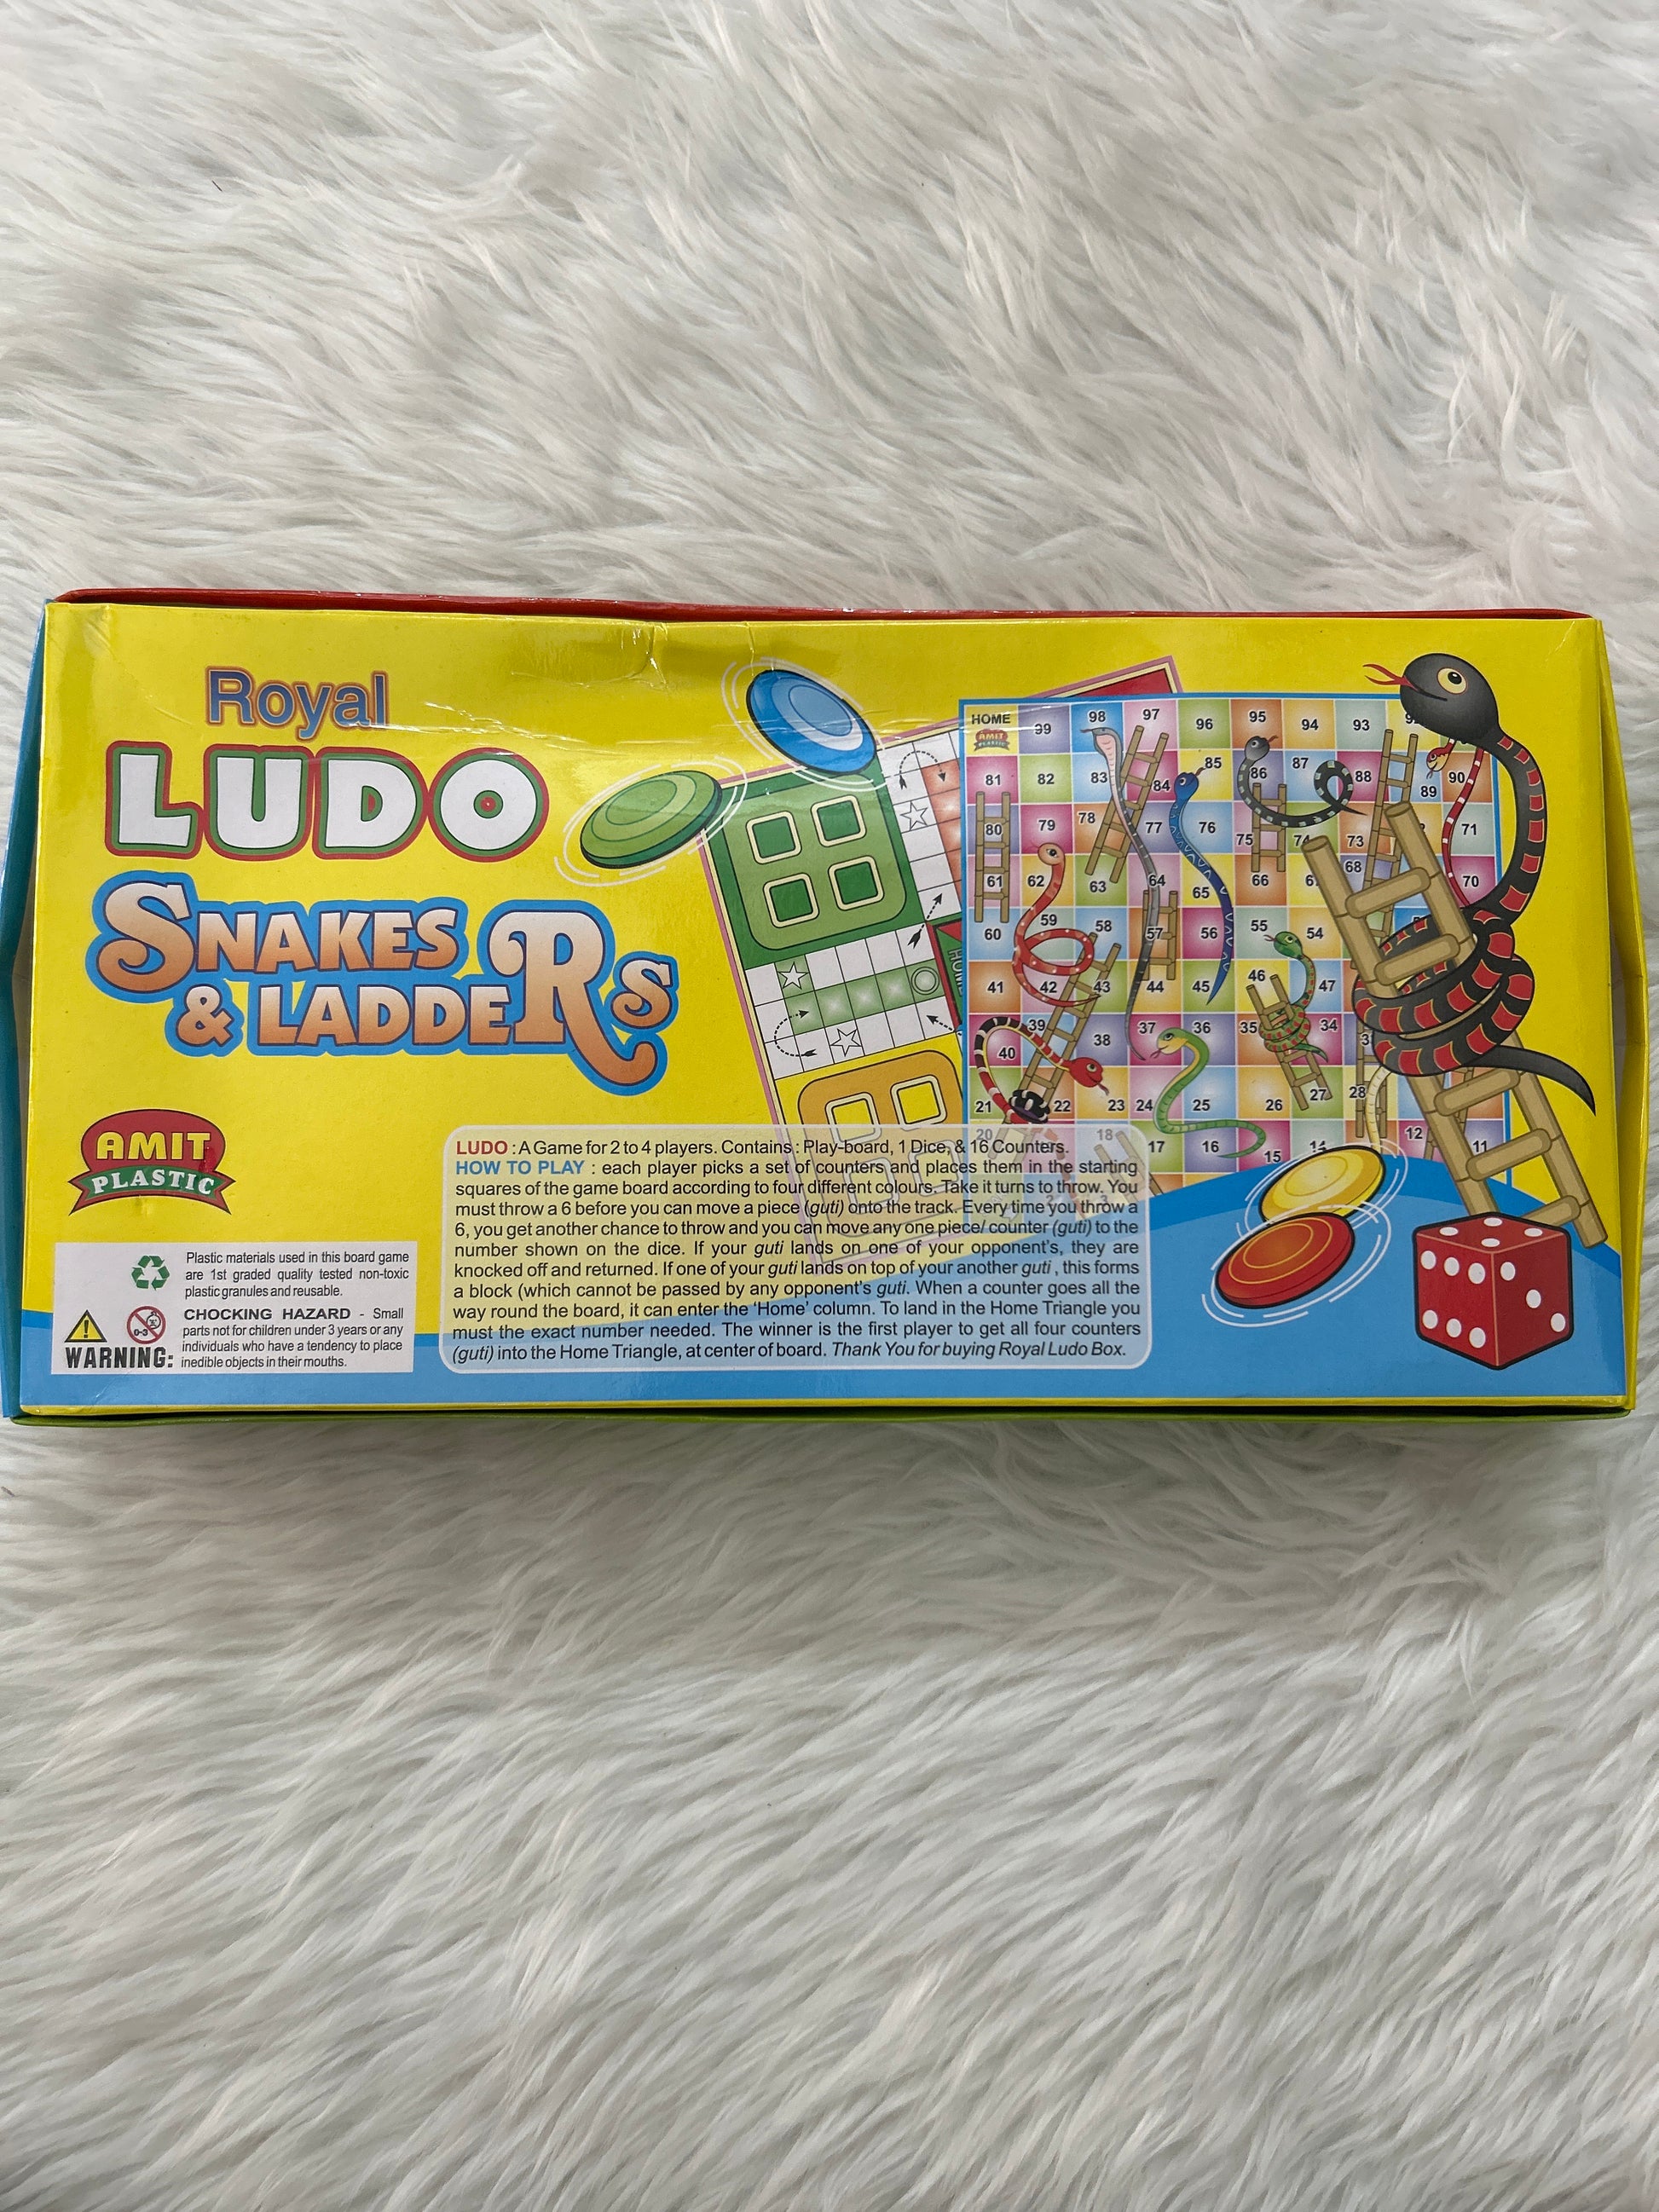 Royal
LUDO
SNAKES
& LADDERS
AMIT
PLASTIC
HOME 99 98 97 96 95 94 93
AMIT
PLASTIC
81 82 83 84 85 86 87 88 89 90
80 79 78 77 76 75 74 73 71
61 62 63 64 65 66 68 70
60 59 58 57 56 55 54
41 42 43 44 45 46 47
40 39 38 37 36 35 34
21 22 23 24 25 26 27 28
20 18 17 16 15 14 12 11
HOME
LUDO : A Game for 2 to 4 players. Contains : Play-board, 1 Dice, & 16 Counters.
HOW TO PLAY : each player picks a set of counters and places them in the starting
squares of the game board according to four different colours. Take it turns to throw. You
must throw a 6 before you can move a piece (guti) onto the track. Every time you throw a
6, you get another chance to throw and you can move any one piece/ counter (guti) to the
number shown on the dice. If your guti lands on one of your opponent's, they are
knocked off and returned. If one of your guti lands on top of your another guti , this forms
a block (which cannot be passed by any opponent's guti. When a counter goes all the
way round the board, it can enter the 'Home' column. To land in the Home Triangle you
must the exact number needed. The winner is the first player to get all four counters
(guti) into the Home Triangle, at center of board. Thank You for buying Royal Ludo Box.
Plastic materials used in this board game
are 1st graded quality tested non-toxic
plastic granules and reusable.
0-3
WARNING:
CHOCKING HAZARD - Small
parts not for children under 3 years or any
individuals who have a tendency to place
inedible objects in their mouths.